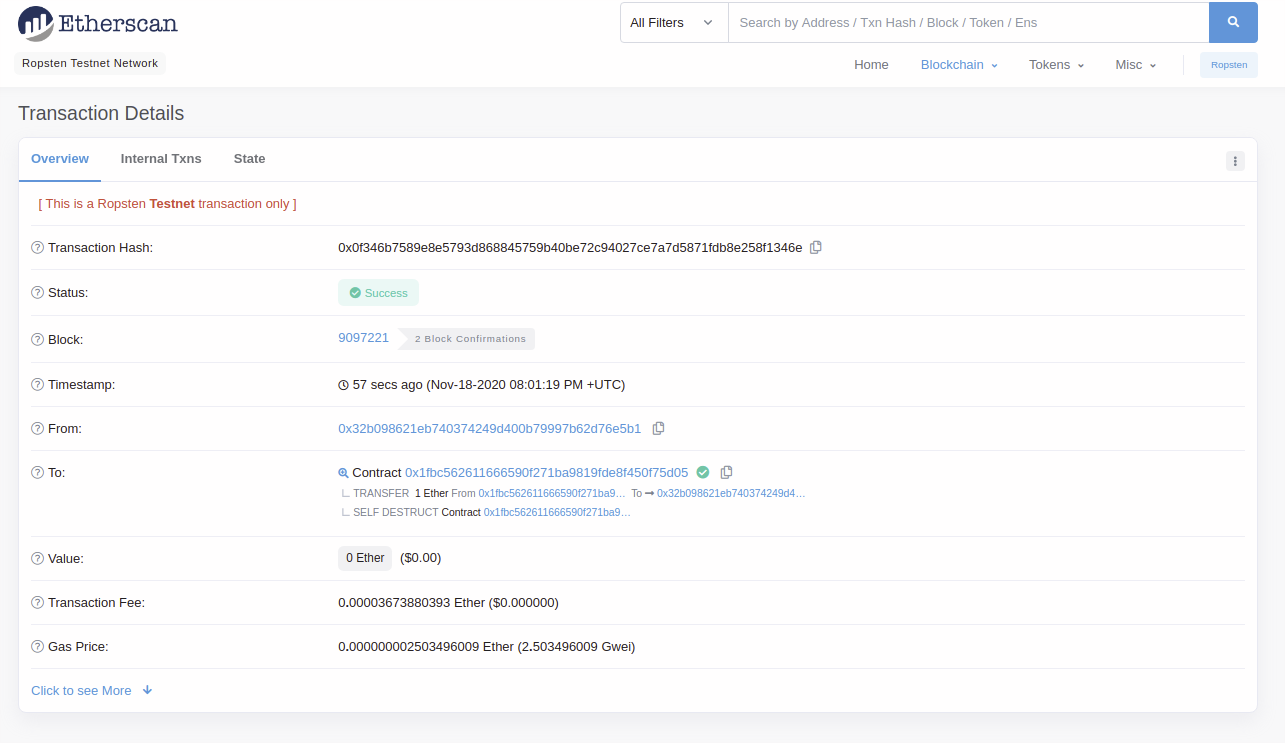 Etherscan
All Filters
Search by Address / Txn Hash / Block / Token / Ens
Ropsten Testnet Network
Home
Blockchain
Tokens
Misc
Ropsten
Transaction Details
Overview
Internal Txns
State
[ This is a Ropsten Testnet transaction only ]
Transaction Hash:
0x0f346b7589e8e5793d868845759b40be72c94027ce7a7d5871fdb8e258f1346e
Status:
Success
Block:
9097221
2 Block Confirmations
Timestamp:
57 secs ago (Nov-18-2020 08:01:19 PM +UTC)
From:
0x32b098621eb740374249d400b79997b62d76e5b1
To:
Contract 0x1fbc562611666590f271ba9819fde8f450f75d05
TRANSFER 1 Ether From 0x1fbc562611666590f271ba9... To 0x32b098621eb740374249d4...
SELF DESTRUCT Contract 0x1fbc562611666590f271ba9...
Value:
0 Ether ($0.00)
Transaction Fee:
0.00003673880393 Ether ($0.000000)
Gas Price:
0.000000002503496009 Ether (2.503496009 Gwei)
Click to see More